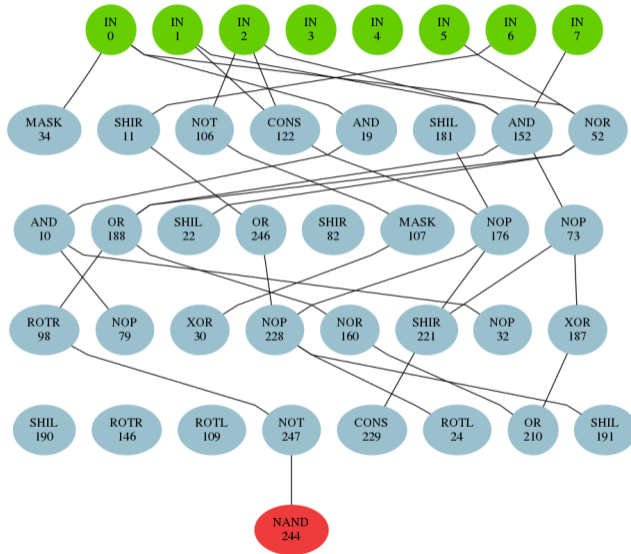 IN
0
IN
1
IN
2
IN
3
IN
4
IN
5
IN
6
IN
7
MASK
34
SHIR
11
NOT
106
CONS
122
AND
19
SHIL
181
AND
152
NOR
52
AND
10
OR
188
SHIL
22
OR
246
SHIR
82
MASK
107
NOP
176
NOP
73
ROTR
98
NOP
79
XOR
30
NOP
228
NOR
160
SHIR
221
NOP
32
XOR
187
SHIL
190
ROTR
146
ROTL
109
NOT
247
CONS
229
ROTL
24
OR
210
SHIL
191
NAND
244